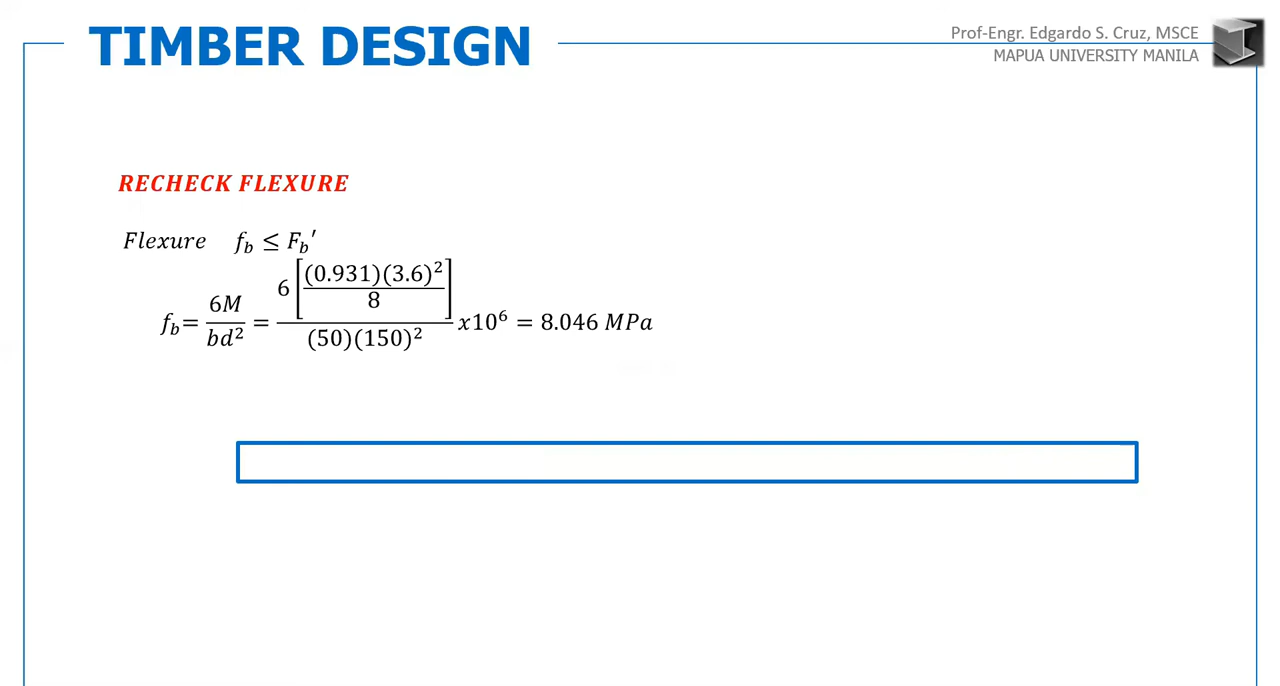 TIMBER DESIGN
Prof-Engr. Edgardo S. Cruz, MSCE
MAPUA UNIVERSITY MANILA
RECHECK FLEXURE
Flexure f_b ≤ F_b′
f_b = 6M / bd² = 6[(0.931)(3.6)² / 8] / (50)(150)² x10⁶ = 8.046 MPa